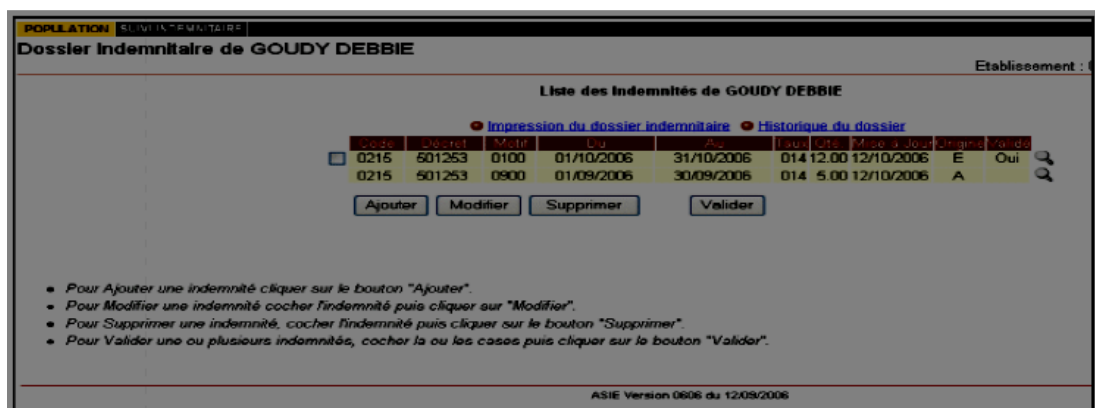 POPULATION SUIVI INTEMNITAIRE
Dossier Indemnitaire de GOUDY DEBBIE
Etablissement :
Liste des Indemnités de GOUDY DEBBIE
Impression du dossier indemnitaire Historique du dossier
Code Décret Motif Du Au Taux Qté Mise à Jour Origine Validé
0215 501253 0100 01/10/2006 31/10/2006 014 12.00 12/10/2006 E Oui
0215 501253 0900 01/09/2006 30/09/2006 014 5.00 12/10/2006 A
Ajouter Modifier Supprimer Valider
Pour Ajouter une indemnité cliquer sur le bouton "Ajouter".
Pour Modifier une indemnité cocher l'indemnité puis cliquer sur "Modifier".
Pour Supprimer une indemnité, cocher l'indemnité puis cliquer sur le bouton "Supprimer".
Pour Valider une ou plusieurs indemnités, cocher la ou les cases puis cliquer sur le bouton "Valider".
ASIE Version 0606 du 12/09/2006